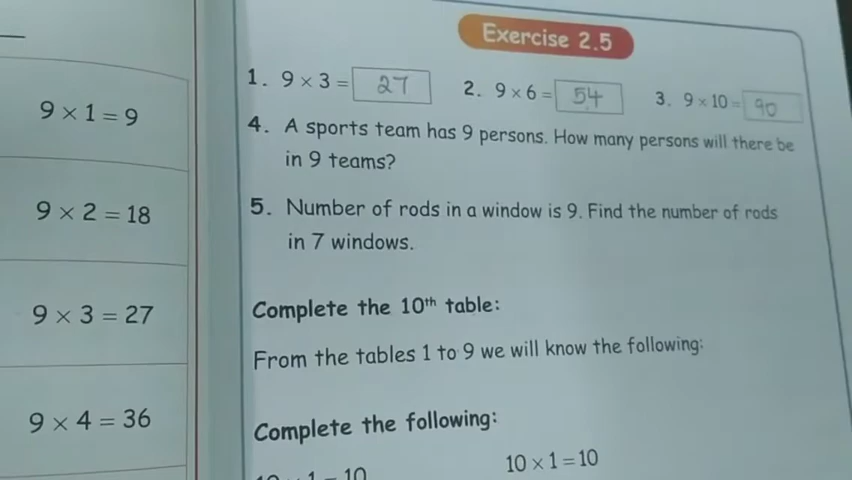 Exercise 2.5
1. 9 × 3 = 27 2. 9 × 6 = 54 3. 9 × 10 = 90
4. A sports team has 9 persons. How many persons will there be
in 9 teams?
5. Number of rods in a window is 9. Find the number of rods
in 7 windows.
Complete the 10th table:
From the tables 1 to 9 we will know the following:
Complete the following:
10 × 1 = 10
10 × 1 = 10
9 × 1 = 9
9 × 2 = 18
9 × 3 = 27
9 × 4 = 36